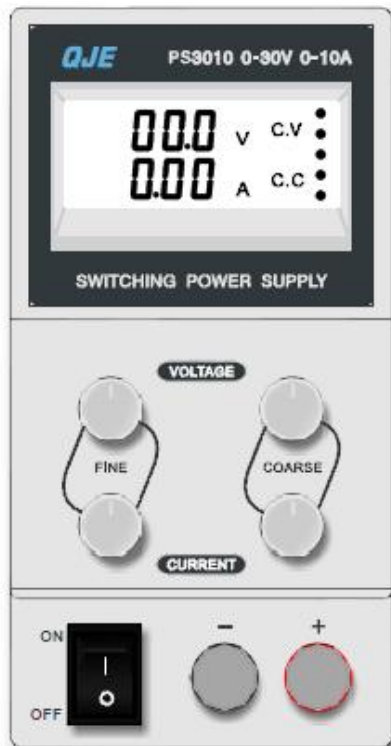 QJE PS3010 0-30V 0-10A
00.0 V C.V
0.00 A C.C
SWITCHING POWER SUPPLY
VOLTAGE
FINE COARSE
CURRENT
ON - +
OFF